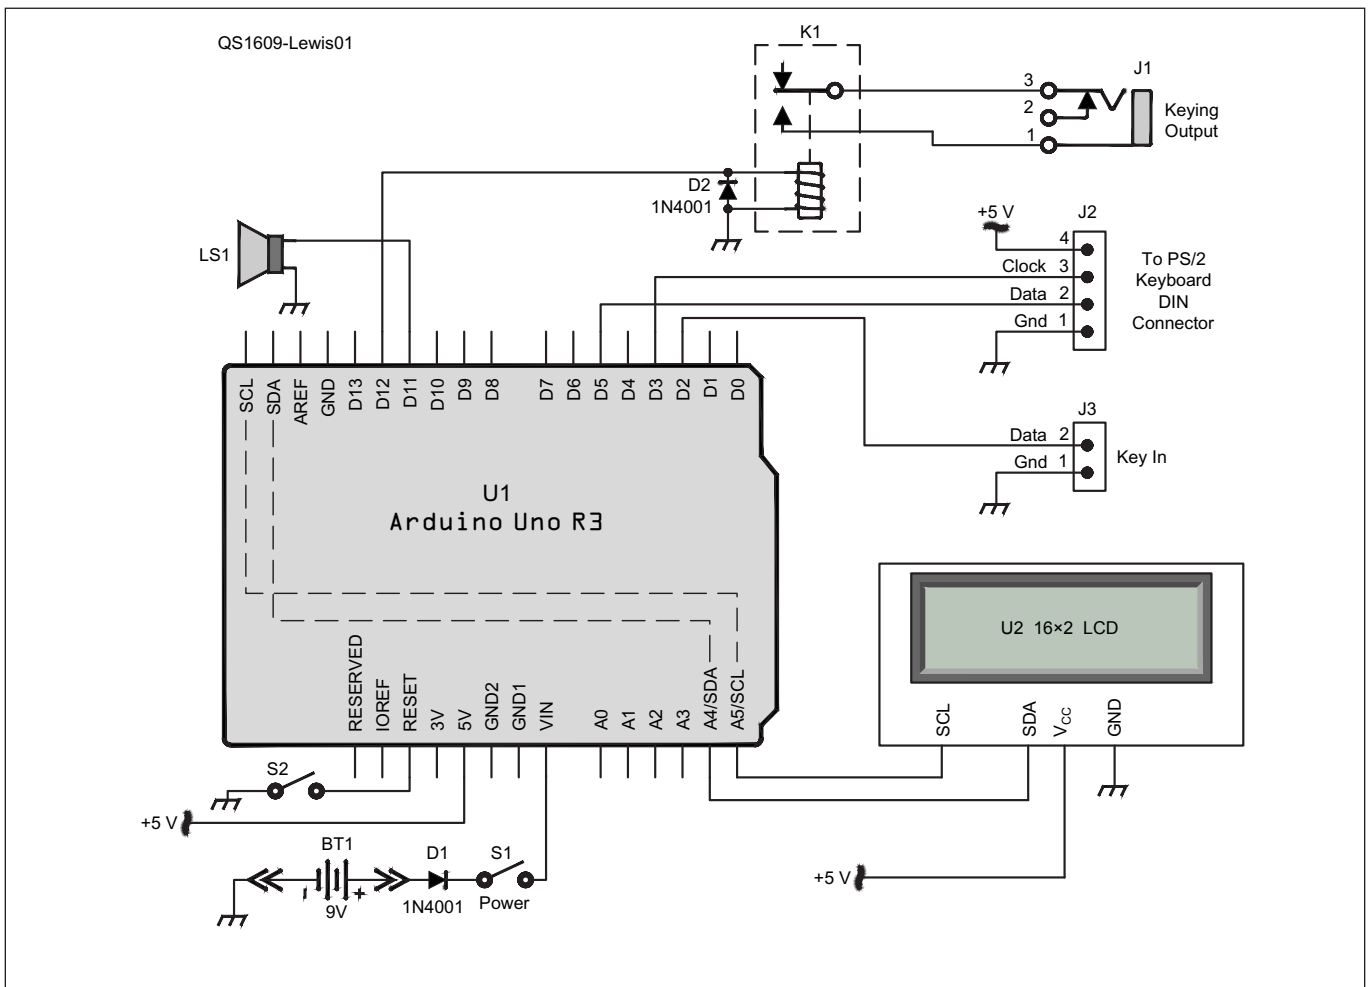 QS1609-Lewis01
K1
J1
3
2
1
Keying
Output
D2
1N4001
LS1
+5 V
J2
4
Clock 3
Data 2
Gnd 1
To PS/2
Keyboard
DIN
Connector
SCL
SDA
AREF
GND
D13
D12
D11
D10
D9
D8
D7
D6
D5
D4
D3
D2
D1
D0
J3
Data 2
Gnd 1
Key In
U1
Arduino Uno R3
U2 16×2 LCD
RESERVED
IOREF
RESET
3V
5V
GND2
GND1
VIN
A0
A1
A2
A3
A4/SDA
A5/SCL
SCL
SDA
VCC
GND
S2
+5 V
BT1
- +
9V
D1
1N4001
S1
Power
+5 V